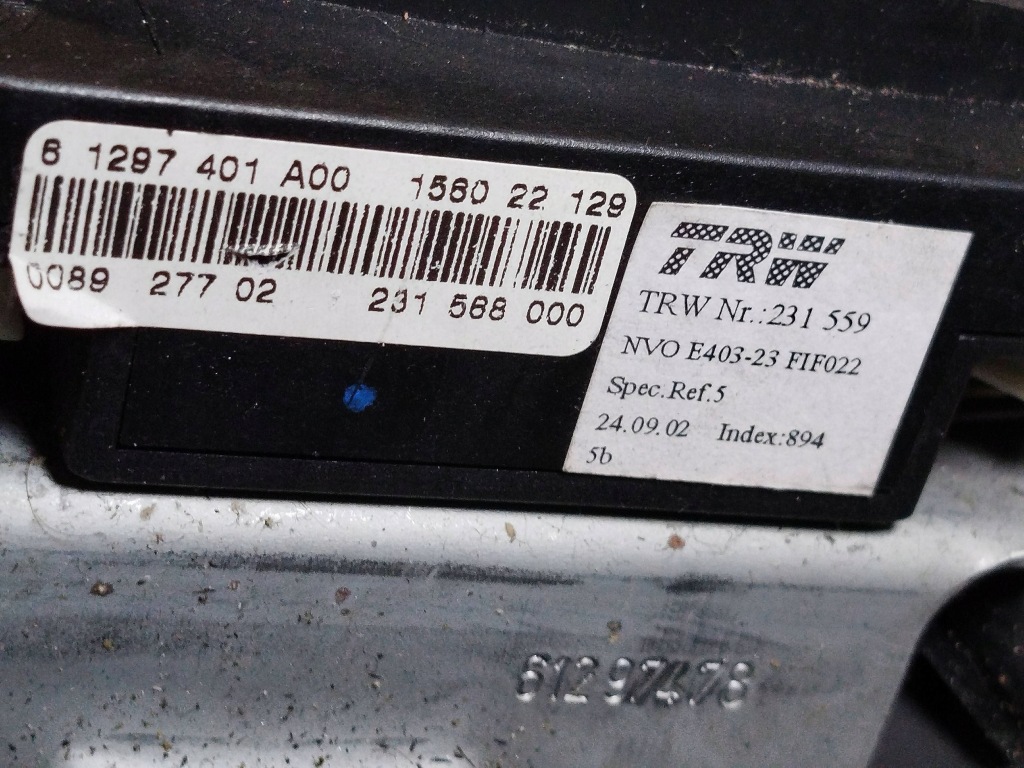 6 1297 401 A00 1560 22 129
0089 277 02 231 568 000
TRW
TRW Nr.:231 559
NVO E403-23 FIF022
Spec.Ref.5
24.09.02 Index:894
5b